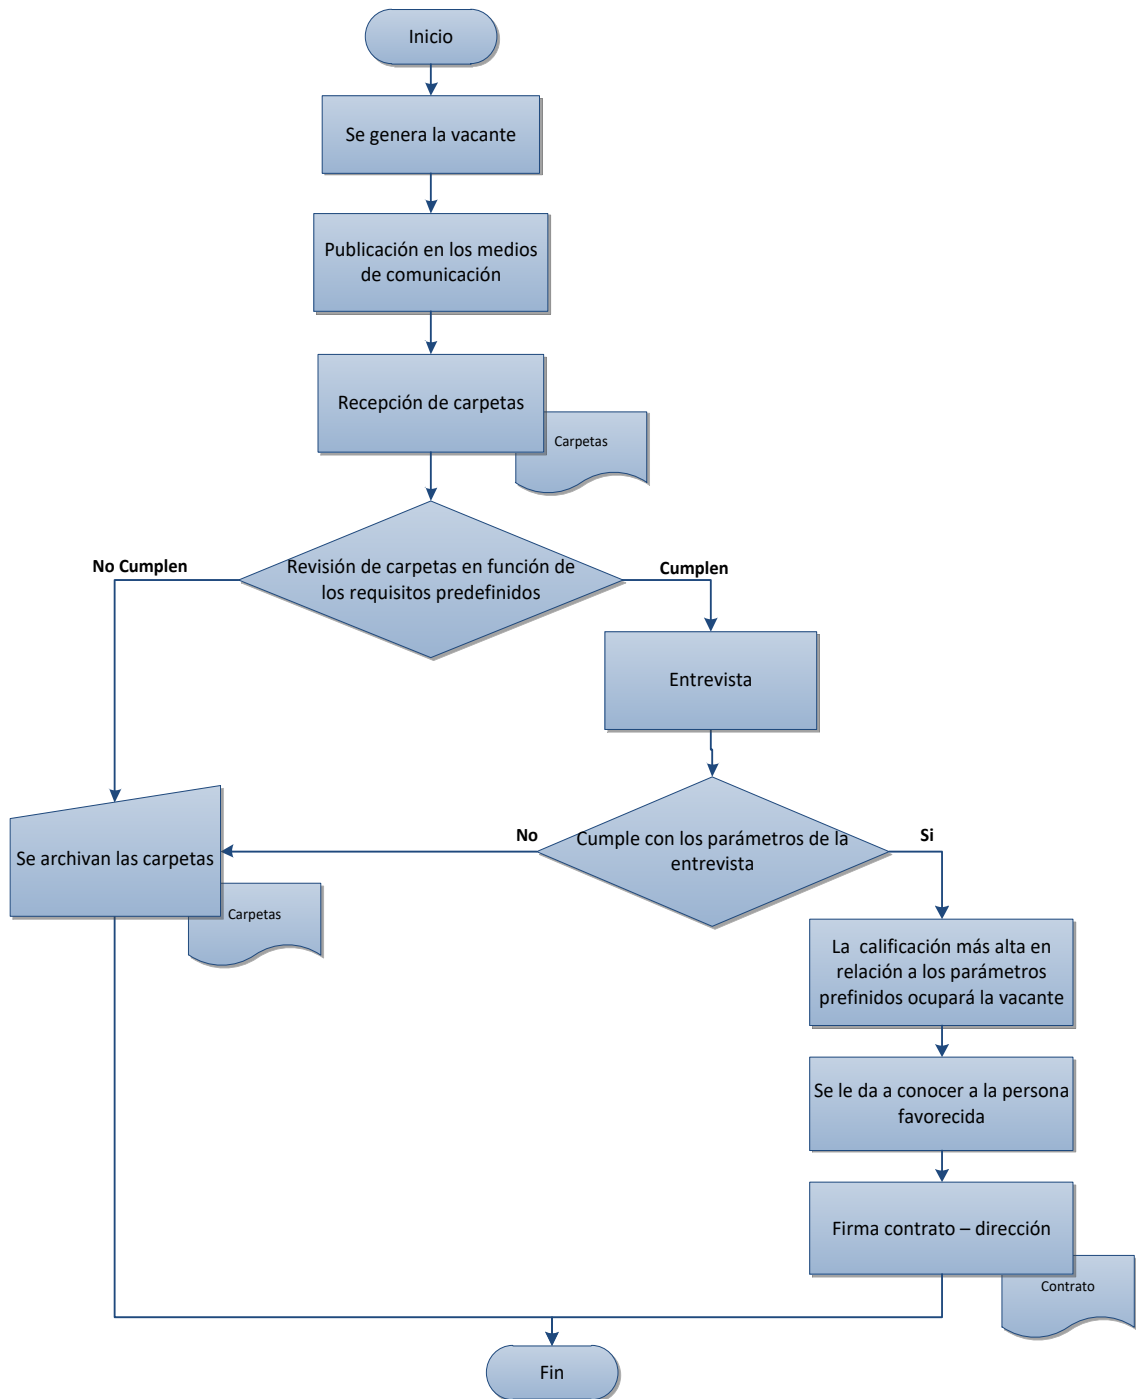 Inicio
Se genera la vacante
Publicación en los medios
de comunicación
Recepción de carpetas
Carpetas
No Cumplen
Revisión de carpetas en función de
los requisitos predefinidos
Cumplen
Entrevista
No
Cumple con los parámetros de la
entrevista
Si
Se archivan las carpetas
Carpetas
La calificación más alta en
relación a los parámetros
prefinidos ocupará la vacante
Se le da a conocer a la persona
favorecida
Firma contrato – dirección
Contrato
Fin